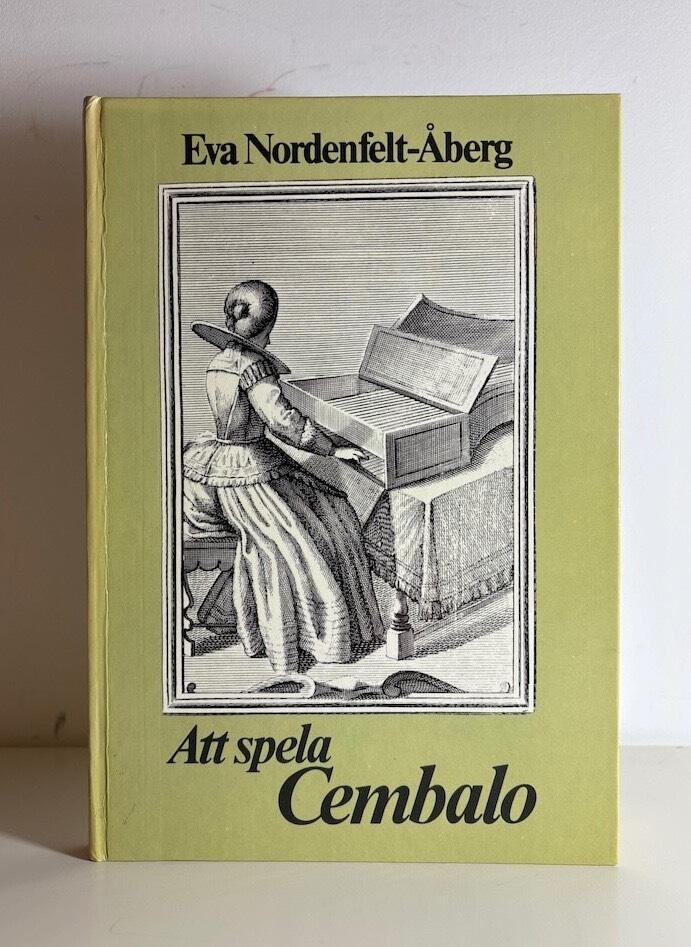 Eva Nordenfelt-Åberg
Att spela
Cembalo